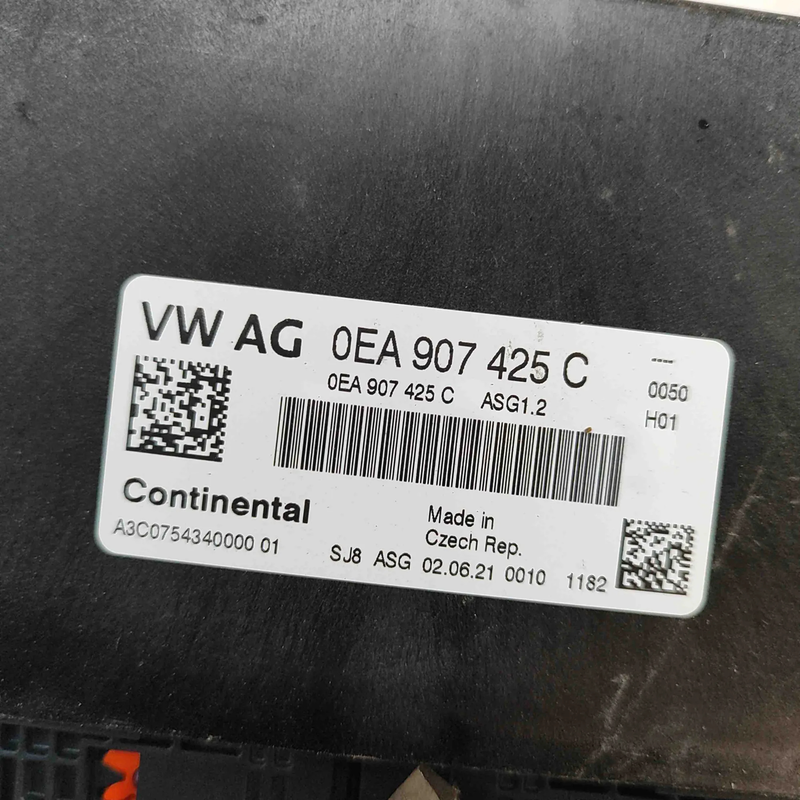 VW AG 0EA 907 425 C
0EA 907 425 C ASG1.2
---
0050
H01
Continental
A3C0754340000 01
Made in
Czech Rep.
SJ8 ASG 02.06.21 0010 1182